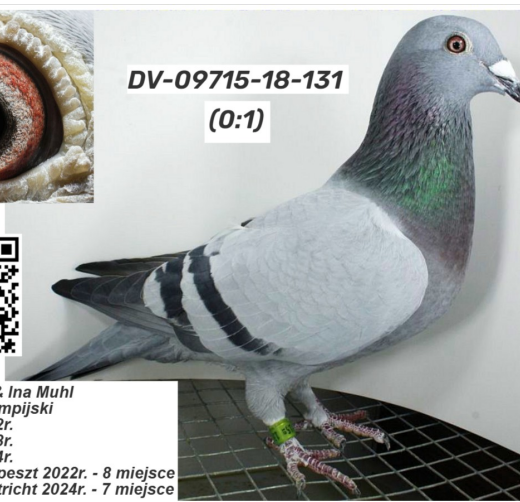 DV-09715-18-131
(0:1)
& Ina Muhl
mpijski
2r.
3r.
4r.
peszt 2022r. - 8 miejsce
tricht 2024r. - 7 miejsce